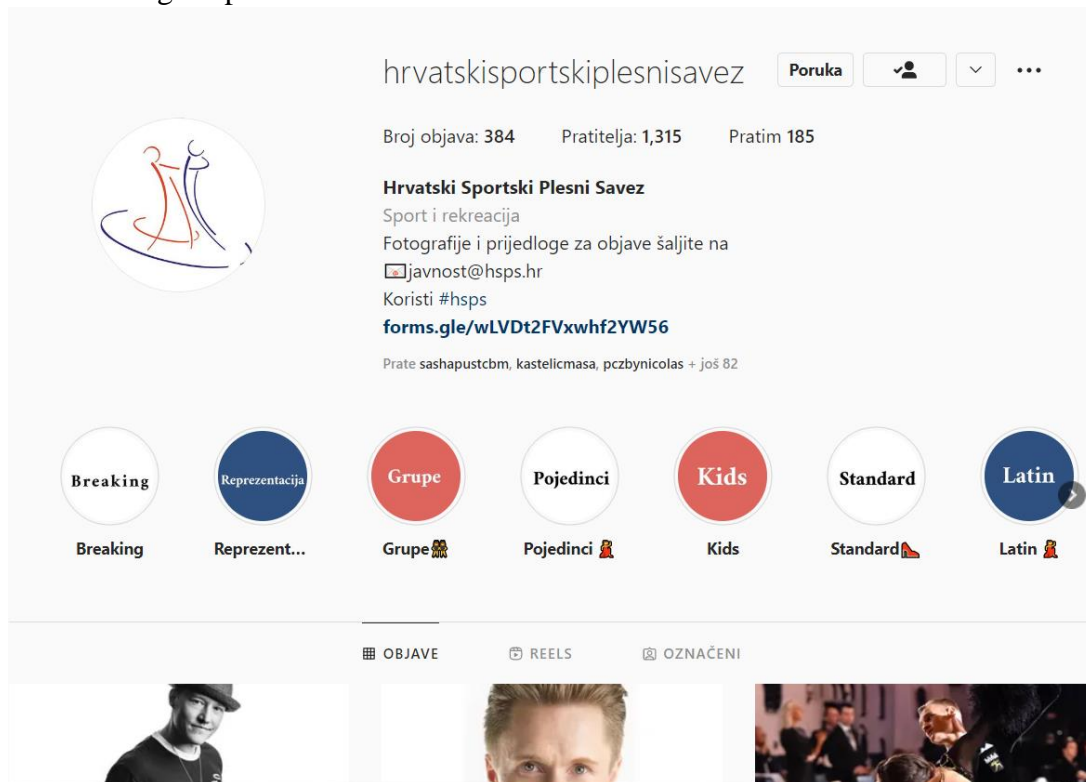 hrvatskisportskiplesnisavez Poruka
Broj objava: 384 Pratitelja: 1,315 Pratim 185
Hrvatski Sportski Plesni Savez
Sport i rekreacija
Fotografije i prijedloge za objave šaljite na
📧javnost@hsps.hr
Koristi #hsps
forms.gle/wLVDt2FVxwhf2YW56
Prate sashapustcbm, kastelicmasa, pczbynicolas + još 82
Breaking Reprezentacija Grupe Pojedinci Kids Standard Latin
Breaking Reprezent... Grupe👯 Pojedinci 💃 Kids Standard👠 Latin 💃
OBJAVE REELS OZNAČENI